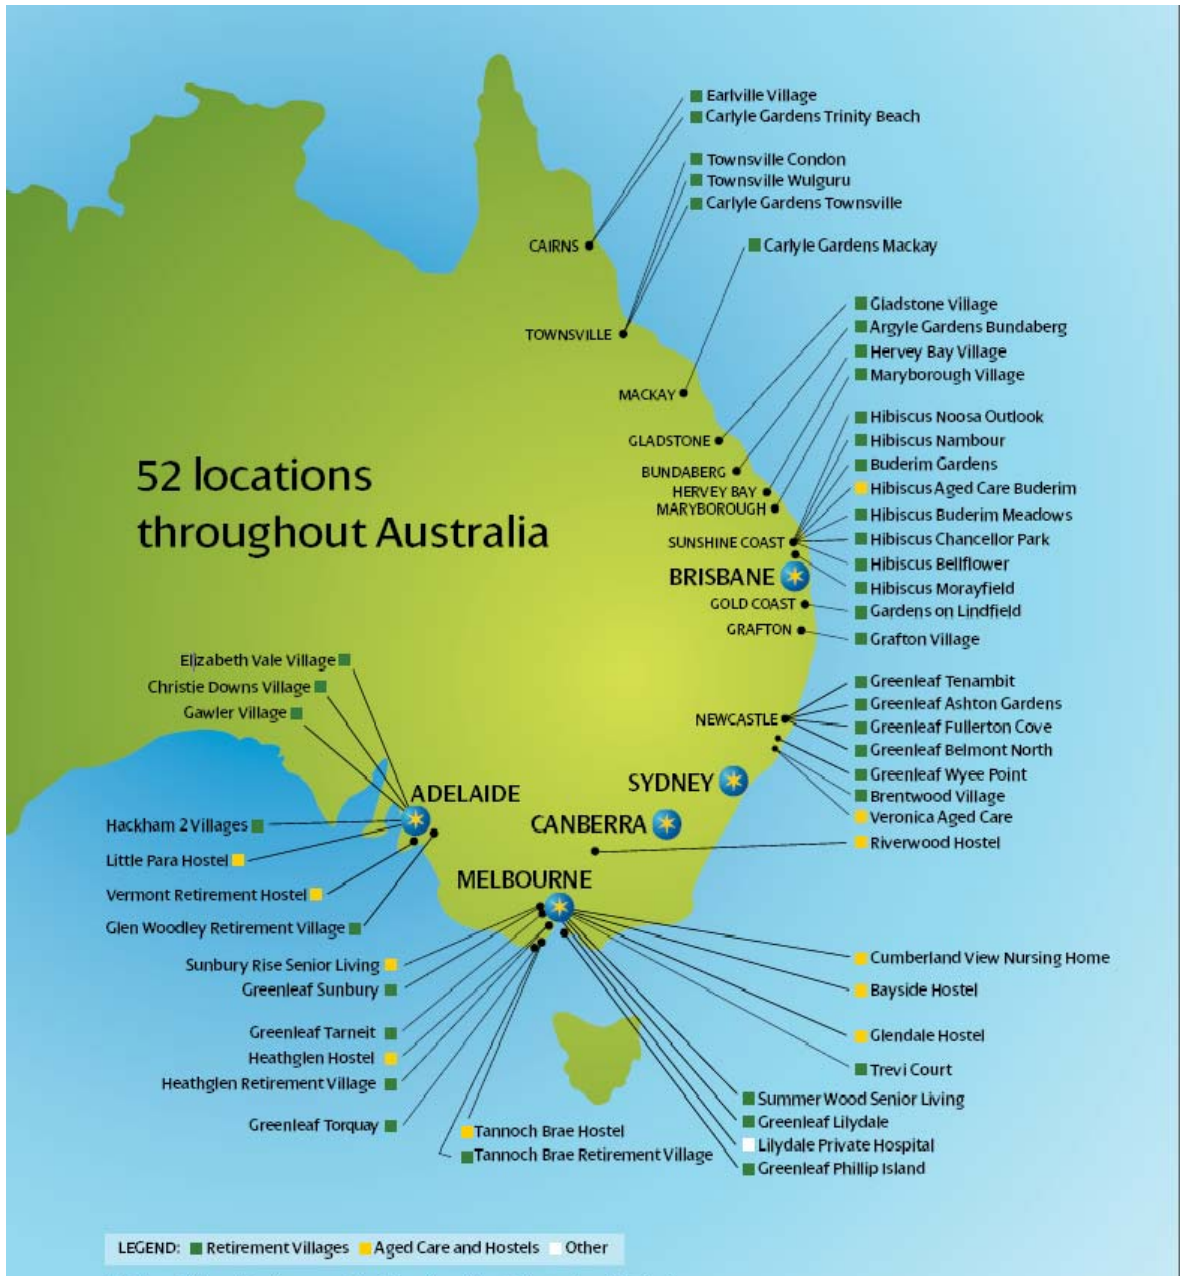 Earlville Village
Carlyle Gardens Trinity Beach
Townsville Condon
Townsville Wulguru
Carlyle Gardens Townsville
CAIRNS
Carlyle Gardens Mackay
Gladstone Village
TOWNSVILLE
Argyle Gardens Bundaberg
Hervey Bay Village
Maryborough Village
MACKAY
Hibiscus Noosa Outlook
GLADSTONE
Hibiscus Nambour
Buderim Gardens
BUNDABERG
Hibiscus Aged Care Buderim
HERVEY BAY
MARYBOROUGH
Hibiscus Buderim Meadows
52 locations
throughout Australia
SUNSHINE COAST
Hibiscus Chancellor Park
Hibiscus Bellflower
BRISBANE
Hibiscus Morayfield
GOLD COAST
Gardens on Lindfield
GRAFTON
Grafton Village
Elizabeth Vale Village
Christie Downs Village
Gawler Village
Greenleaf Tenambit
Greenleaf Ashton Gardens
NEWCASTLE
Greenleaf Fullerton Cove
Greenleaf Belmont North
Greenleaf Wyee Point
SYDNEY
Brentwood Village
ADELAIDE
Veronica Aged Care
Hackham 2 Villages
CANBERRA
Riverwood Hostel
Little Para Hostel
MELBOURNE
Vermont Retirement Hostel
Glen Woodley Retirement Village
Sunbury Rise Senior Living
Cumberland View Nursing Home
Greenleaf Sunbury
Bayside Hostel
Greenleaf Tarneit
Glendale Hostel
Heathglen Hostel
Trevi Court
Heathglen Retirement Village
Summer Wood Senior Living
Greenleaf Torquay
Greenleaf Lilydale
Tannoch Brae Hostel
Lilydale Private Hospital
Tannoch Brae Retirement Village
Greenleaf Phillip Island
LEGEND: Retirement Villages Aged Care and Hostels Other